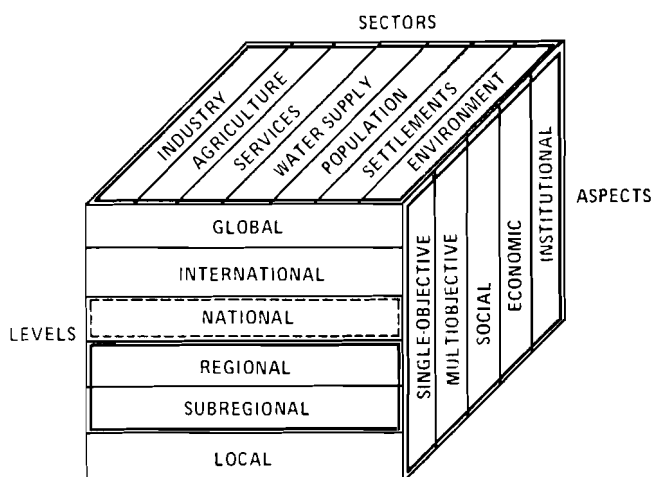 SECTORS
INDUSTRY
AGRICULTURE
SERVICES
WATER SUPPLY
POPULATION
SETTLEMENTS
ENVIRONMENT
ASPECTS
SINGLE-OBJECTIVE
MULTIOBJECTIVE
SOCIAL
ECONOMIC
INSTITUTIONAL
LEVELS
GLOBAL
INTERNATIONAL
NATIONAL
REGIONAL
SUBREGIONAL
LOCAL